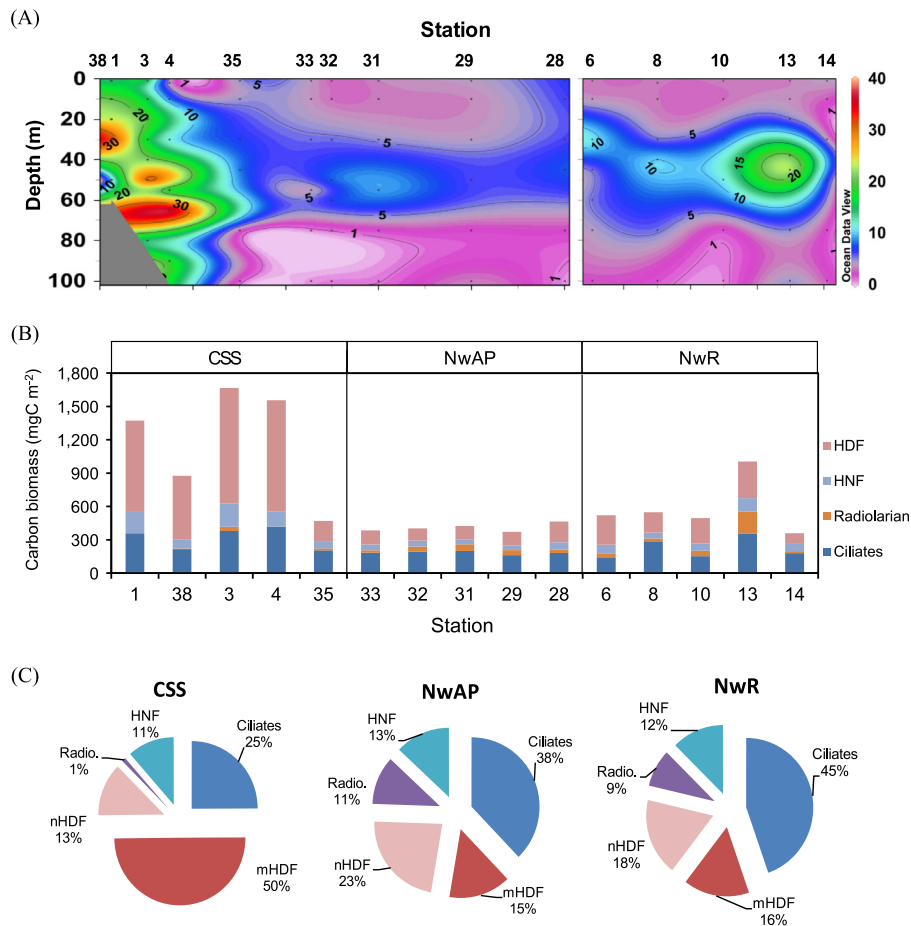 (A)
Station
38 1 3 4 35 33 32 31 29 28 6 8 10 13 14
Depth (m)
0
20
40
60
80
100
20 10 1 5 30 10 20 30 5 5 5 1 1
10 5 10 15 20 10 5 1 1 1
40
30
20
10
0
Ocean Data View
(B)
CSS NwAP NwR
Carbon biomass (mgC m⁻²)
1,800
1,500
1,200
900
600
300
0
HDF
HNF
Radiolarian
Ciliates
1 38 3 4 35 33 32 31 29 28 6 8 10 13 14
Station
(C)
CSS
HNF
11%
Ciliates
25%
Radio.
1%
nHDF
13%
mHDF
50%
NwAP
HNF
13%
Ciliates
38%
Radio.
11%
nHDF
23%
mHDF
15%
NwR
HNF
12%
Ciliates
45%
Radio.
9%
nHDF
18%
mHDF
16%